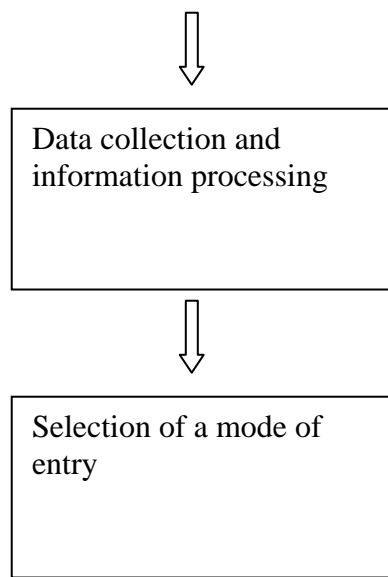 Data collection and
information processing
Selection of a mode of
entry